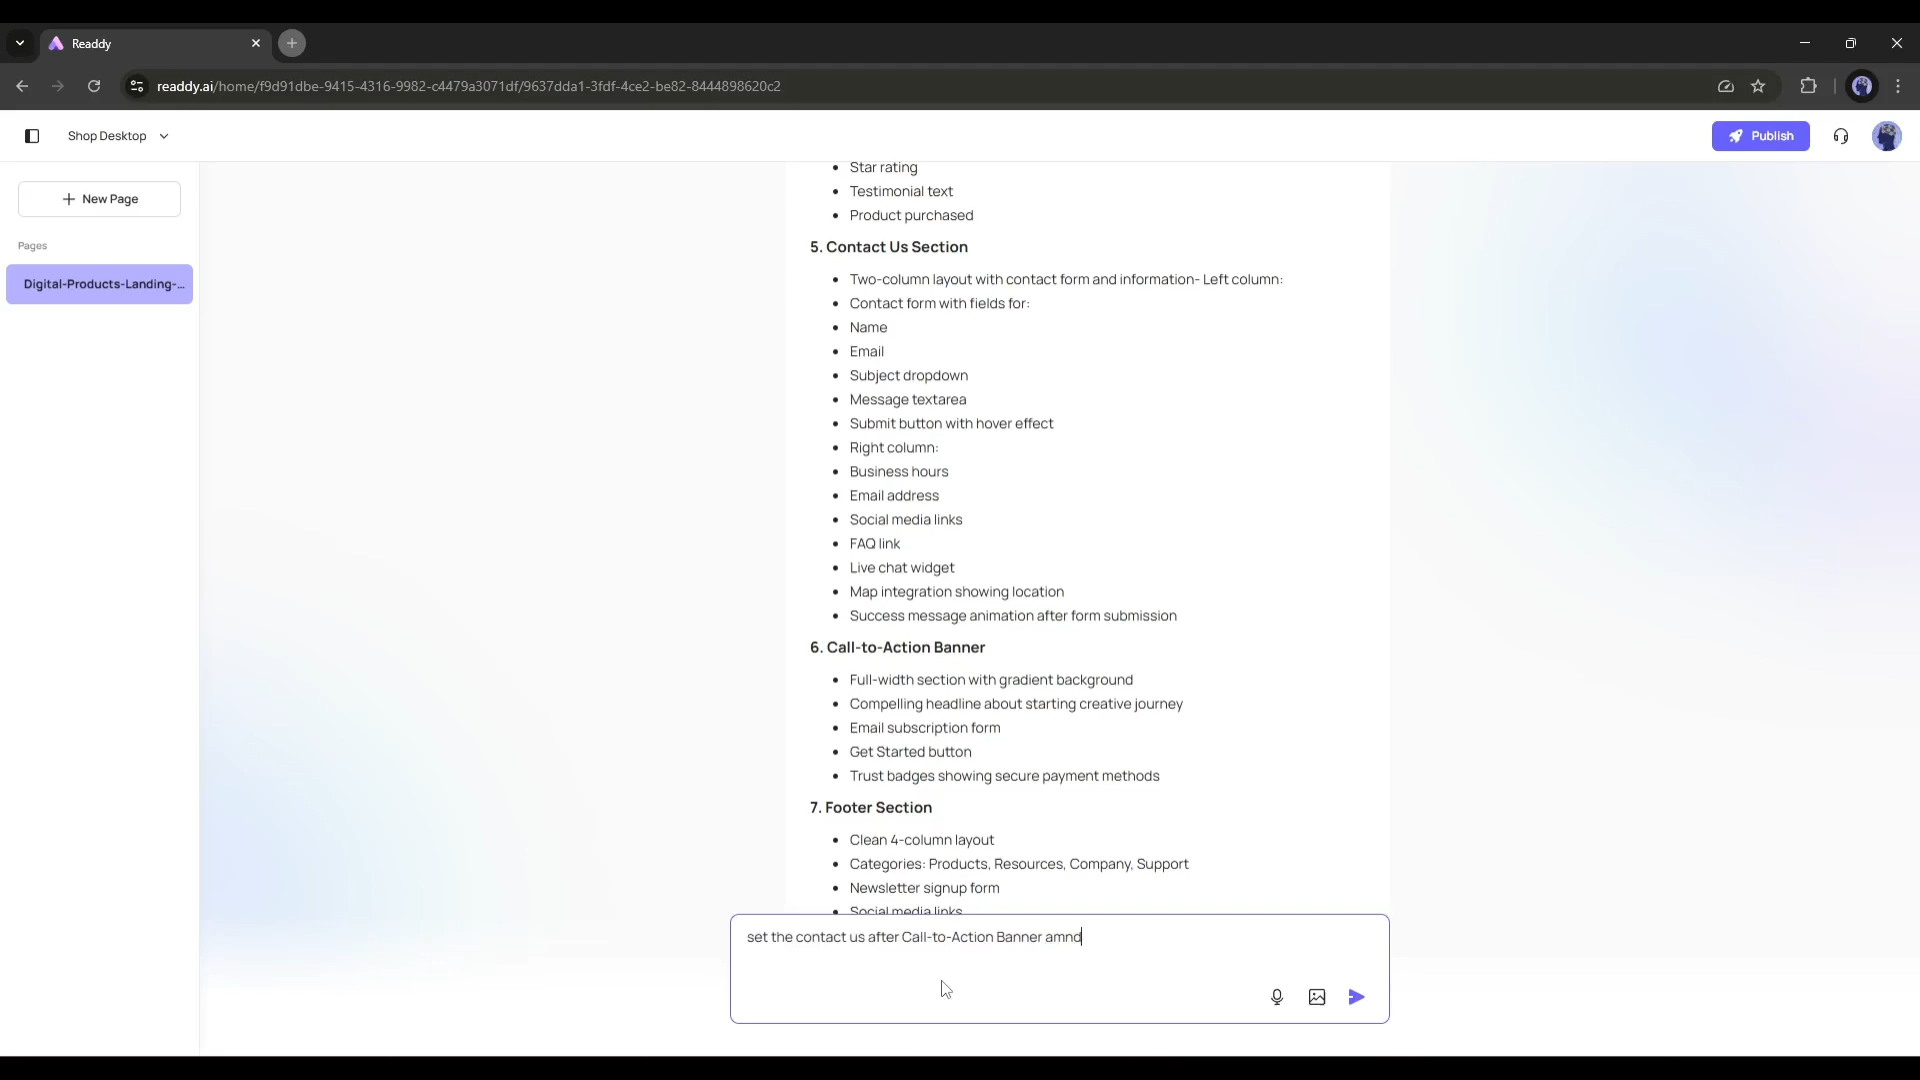 Readdy
readdy.ai/home/f9d91dbe-9415-4316-9982-c4479a3071df/9637dda1-3fdf-4ce2-be82-8444898620c2
Shop Desktop
Publish
New Page
Pages
Digital-Products-Landing-...
Star rating
Testimonial text
Product purchased
5. Contact Us Section
Two-column layout with contact form and information- Left column:
Contact form with fields for:
Name
Email
Subject dropdown
Message textarea
Submit button with hover effect
Right column:
Business hours
Email address
Social media links
FAQ link
Live chat widget
Map integration showing location
Success message animation after form submission
6. Call-to-Action Banner
Full-width section with gradient background
Compelling headline about starting creative journey
Email subscription form
Get Started button
Trust badges showing secure payment methods
7. Footer Section
Clean 4-column layout
Categories: Products, Resources, Company, Support
Newsletter signup form
Social media links
set the contact us after Call-to-Action Banner amnd